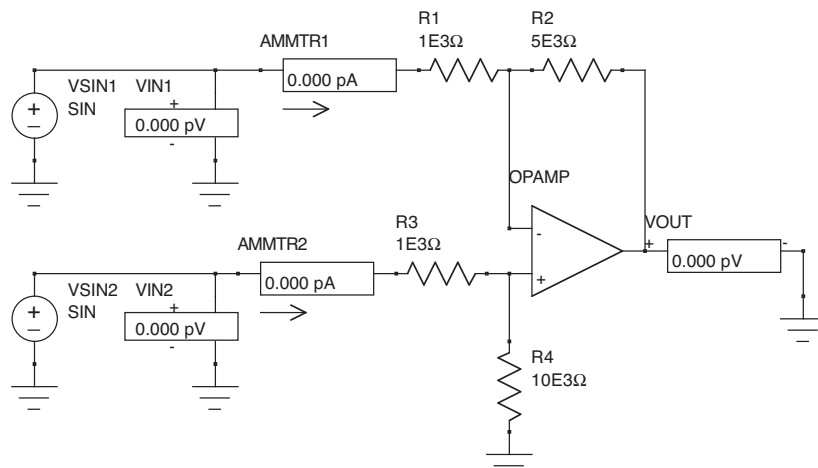 R1
1E3Ω
R2
5E3Ω
AMMTR1
0.000 pA
VSIN1
SIN
VIN1
+
0.000 pV
-
+
−
OPAMP
-
+
R3
1E3Ω
AMMTR2
0.000 pA
VOUT
+
0.000 pV
-
VSIN2
SIN
VIN2
+
0.000 pV
-
+
−
R4
10E3Ω